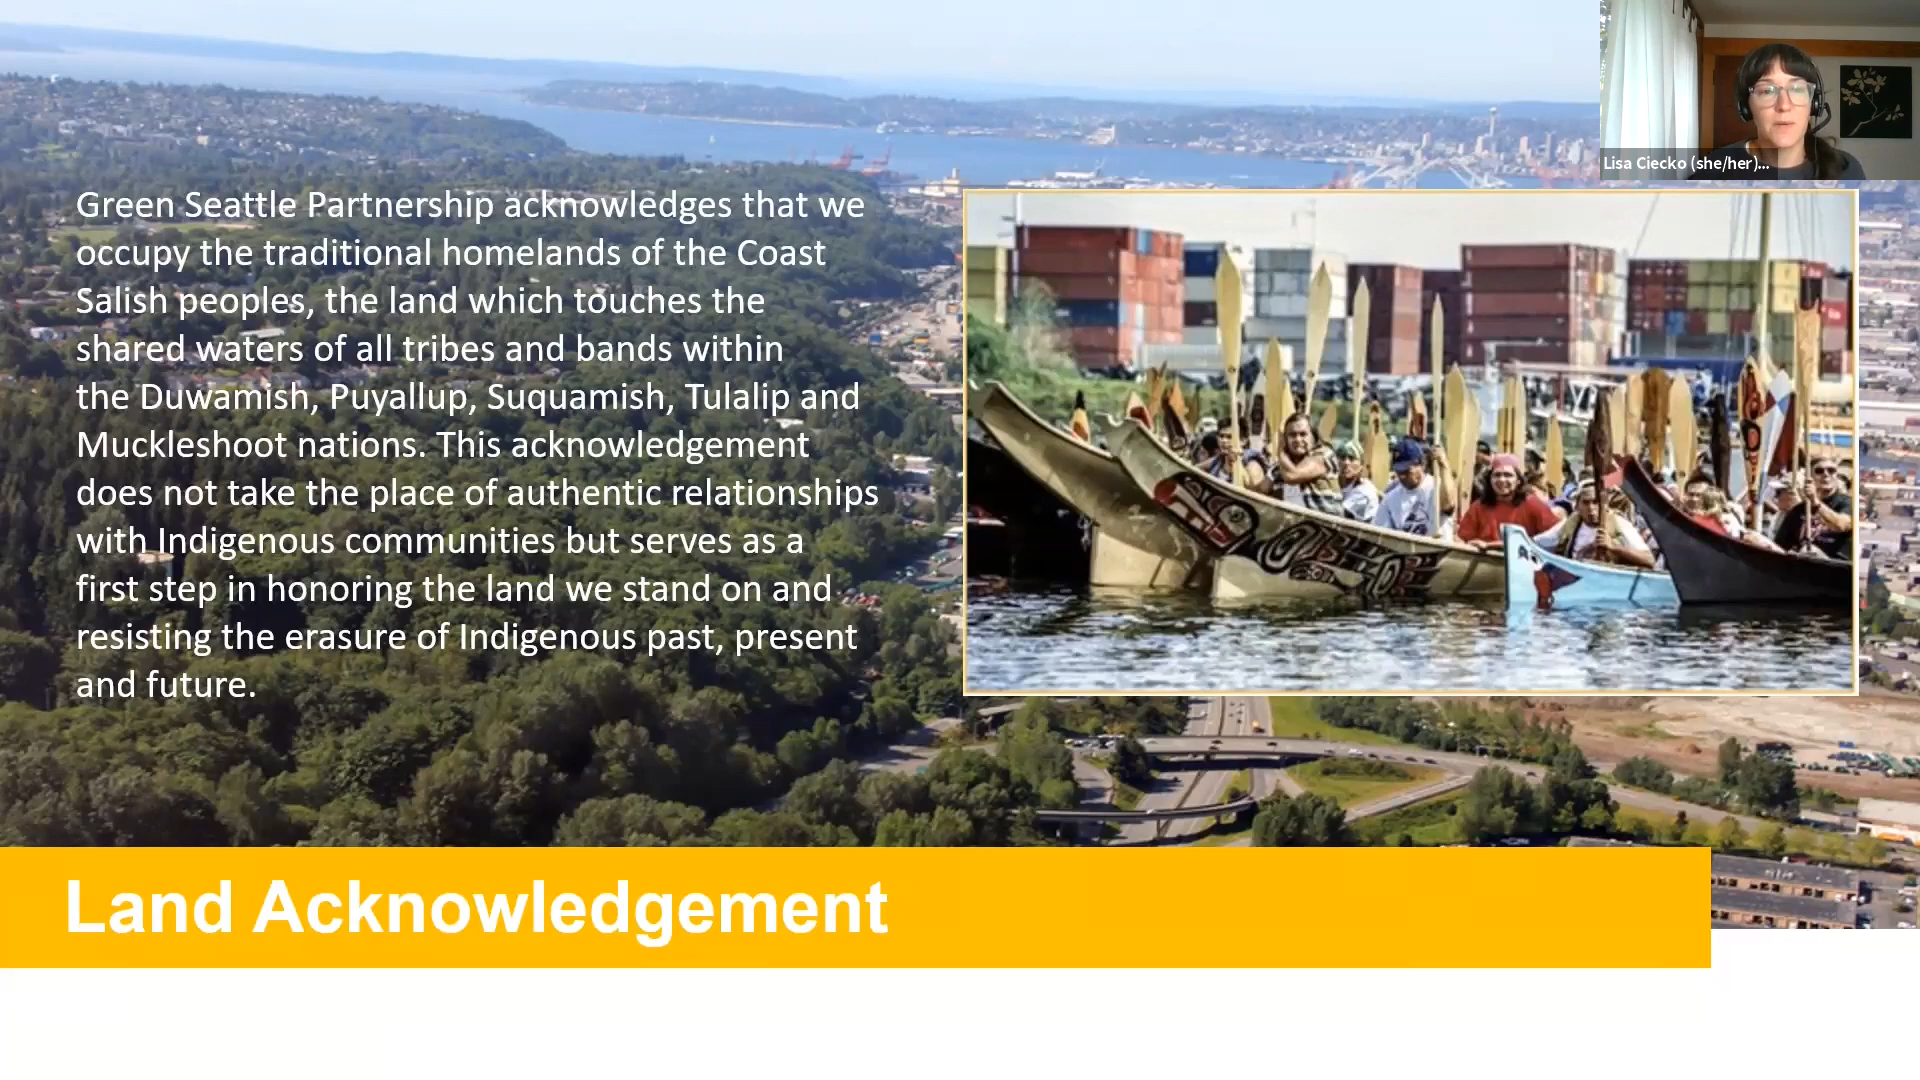 Lisa Ciecko (she/her)...
Green Seattle Partnership acknowledges that we
occupy the traditional homelands of the Coast
Salish peoples, the land which touches the
shared waters of all tribes and bands within
the Duwamish, Puyallup, Suquamish, Tulalip and
Muckleshoot nations. This acknowledgement
does not take the place of authentic relationships
with Indigenous communities but serves as a
first step in honoring the land we stand on and
resisting the erasure of Indigenous past, present
and future.
Land Acknowledgement